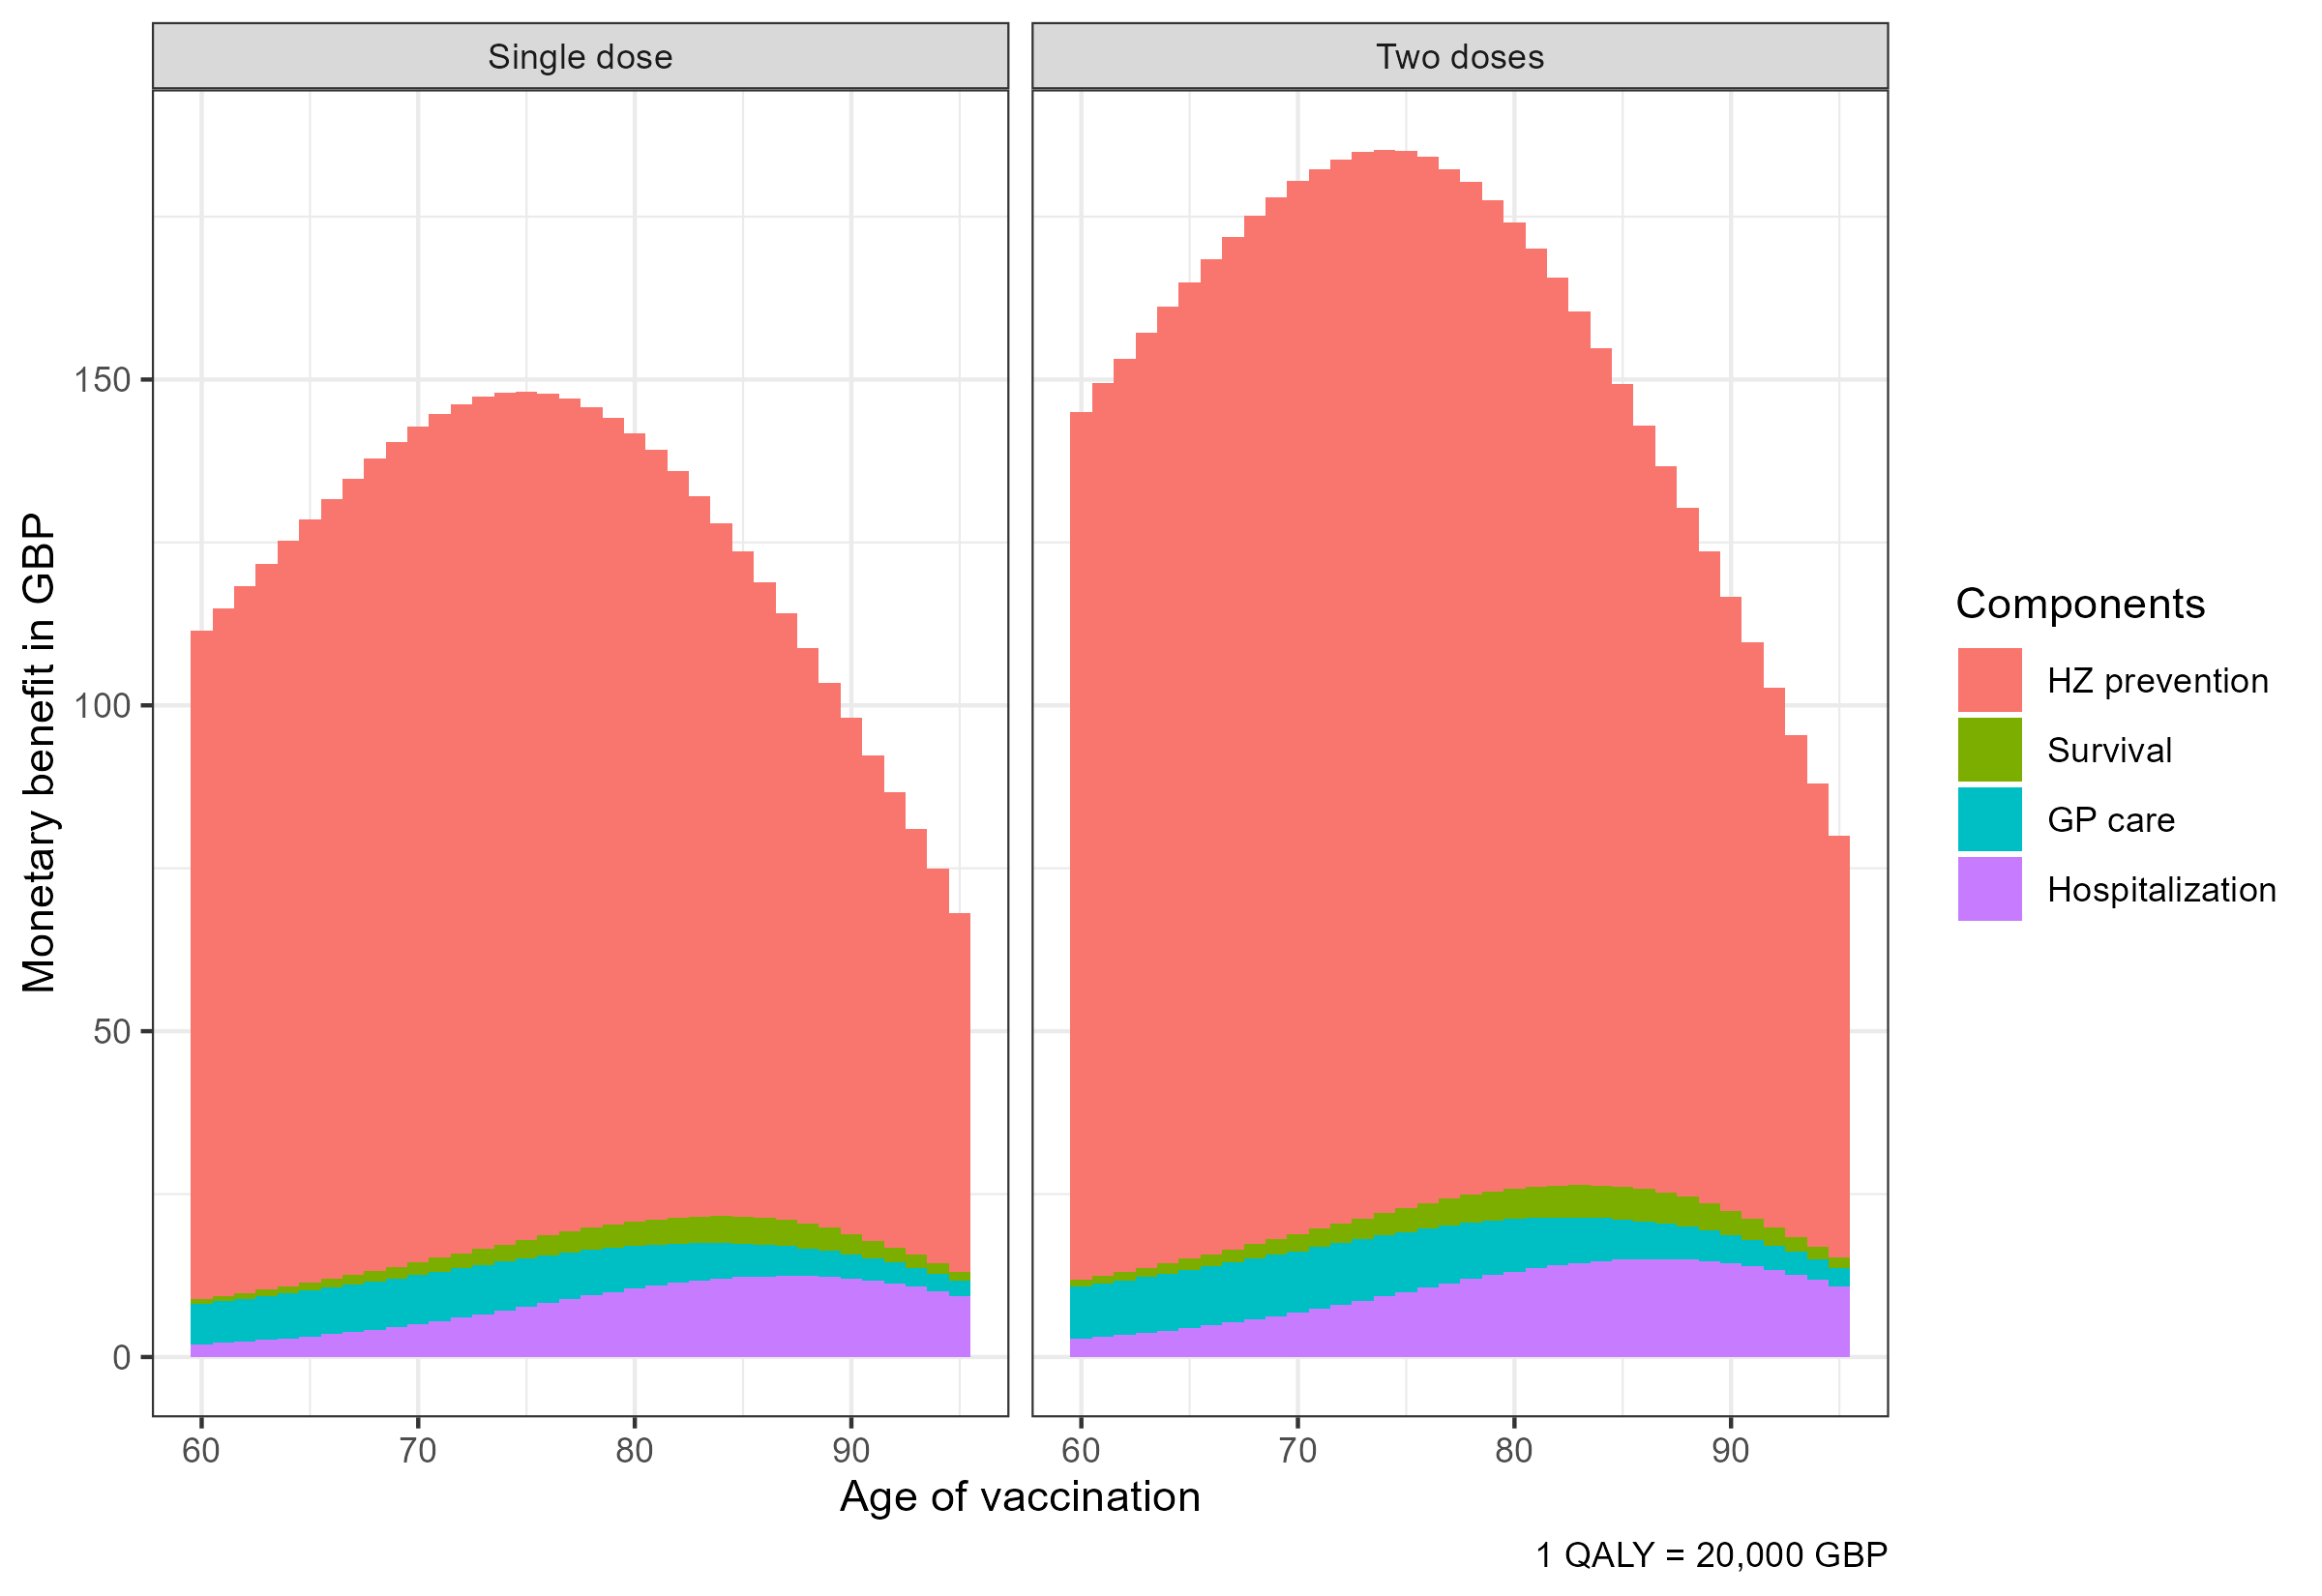 Single dose
Two doses
Monetary benefit in GBP
150
100
50
0
60 70 80 90
60 70 80 90
Age of vaccination
1 QALY = 20,000 GBP
Components
HZ prevention
Survival
GP care
Hospitalization